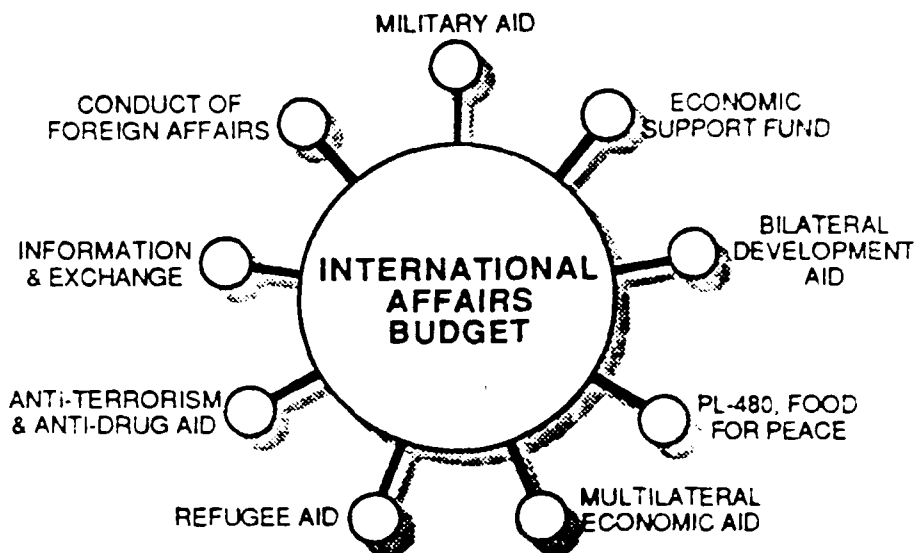 MILITARY AID
CONDUCT OF
FOREIGN AFFAIRS
ECONOMIC
SUPPORT FUND
INFORMATION
& EXCHANGE
INTERNATIONAL
AFFAIRS
BUDGET
BILATERAL
DEVELOPMENT
AID
ANTI-TERRORISM
& ANTI-DRUG AID
PL-480, FOOD
FOR PEACE
REFUGEE AID
MULTILATERAL
ECONOMIC AID